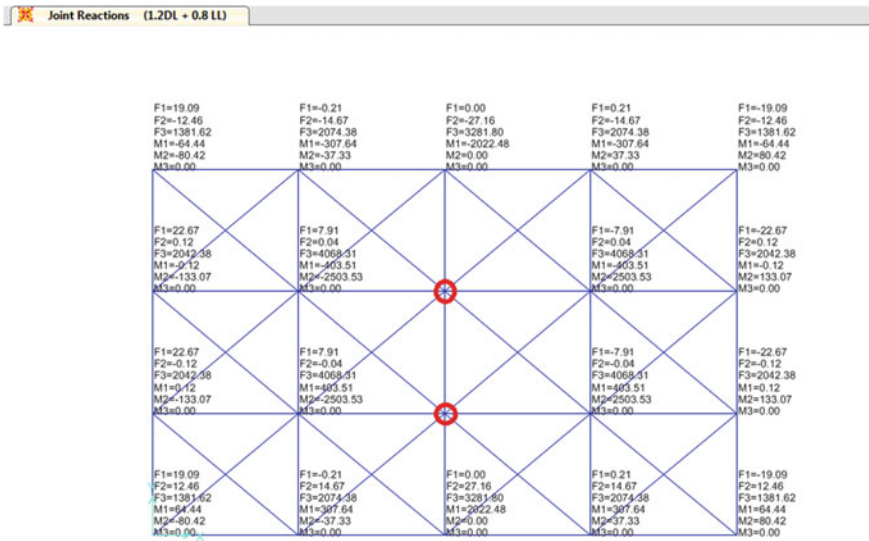 Joint Reactions (1.2DL + 0.8 LL)
F1=19.09
F2=-12.46
F3=1381.62
M1=-64.44
M2=-80.42
M3=0.00
F1=-0.21
F2=-14.67
F3=2074.38
M1=-307.64
M2=-37.33
M3=0.00
F1=0.00
F2=-27.16
F3=3281.80
M1=-2022.48
M2=0.00
M3=0.00
F1=0.21
F2=-14.67
F3=2074.38
M1=-307.64
M2=37.33
M3=0.00
F1=-19.09
F2=-12.46
F3=1381.62
M1=-64.44
M2=80.42
M3=0.00
F1=22.67
F2=0.12
F3=2042.38
M1=-0.12
M2=-133.07
M3=0.00
F1=7.91
F2=0.04
F3=4068.31
M1=-403.51
M2=-2503.53
M3=0.00
F1=-7.91
F2=0.04
F3=4068.31
M1=-403.51
M2=2503.53
M3=0.00
F1=-22.67
F2=0.12
F3=2042.38
M1=-0.12
M2=133.07
M3=0.00
F1=22.67
F2=-0.12
F3=2042.38
M1=0.12
M2=-133.07
M3=0.00
F1=7.91
F2=-0.04
F3=4068.31
M1=403.51
M2=-2503.53
M3=0.00
F1=-7.91
F2=-0.04
F3=4068.31
M1=403.51
M2=2503.53
M3=0.00
F1=-22.67
F2=-0.12
F3=2042.38
M1=0.12
M2=133.07
M3=0.00
F1=19.09
F2=12.46
F3=1381.62
M1=64.44
M2=-80.42
M3=0.00
F1=-0.21
F2=14.67
F3=2074.38
M1=307.64
M2=-37.33
M3=0.00
F1=0.00
F2=27.16
F3=3281.80
M1=2022.48
M2=0.00
M3=0.00
F1=0.21
F2=14.67
F3=2074.38
M1=307.64
M2=37.33
M3=0.00
F1=-19.09
F2=12.46
F3=1381.62
M1=64.44
M2=80.42
M3=0.00
X